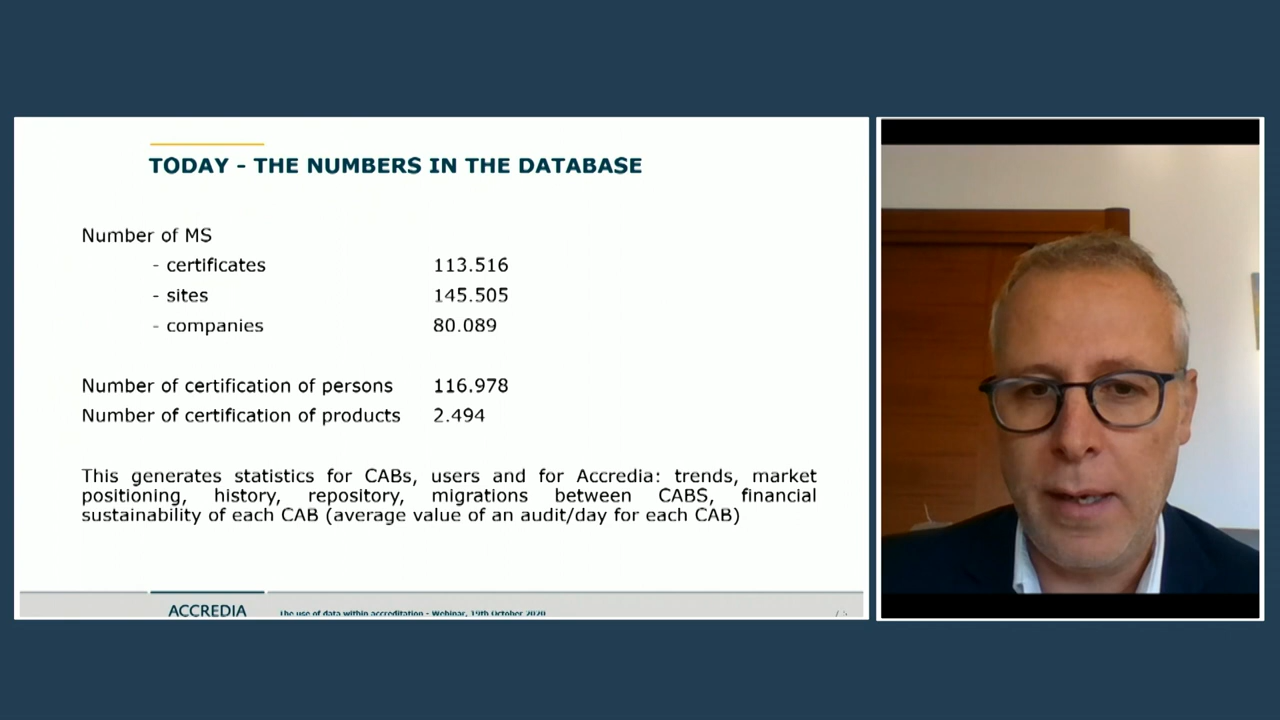 TODAY - THE NUMBERS IN THE DATABASE
Number of MS
- certificates 113.516
- sites 145.505
- companies 80.089
Number of certification of persons 116.978
Number of certification of products 2.494
This generates statistics for CABs, users and for Accredia: trends, market
positioning, history, repository, migrations between CABS, financial
sustainability of each CAB (average value of an audit/day for each CAB)
ACCREDIA The use of data within accreditation - Webinar, 19th October 2020